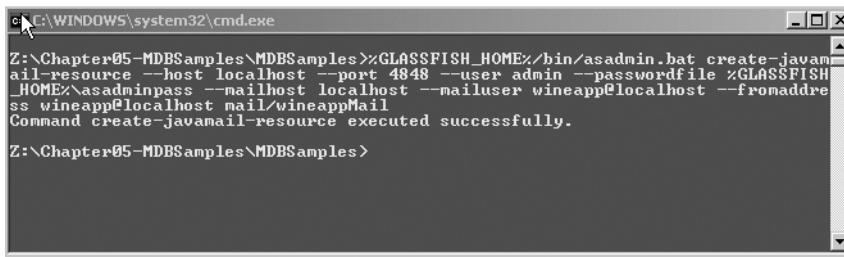 C:\WINDOWS\system32\cmd.exe
Z:\Chapter05-MDBSamples\MDBSamples>%GLASSFISH_HOME%/bin/asadmin.bat create-javam
ail-resource --host localhost --port 4848 --user admin --passwordfile %GLASSFISH
_HOME%\asadminpass --mailhost localhost --mailuser wineapp@localhost --fromaddre
ss wineapp@localhost mail/wineappMail
Command create-javamail-resource executed successfully.
Z:\Chapter05-MDBSamples\MDBSamples>